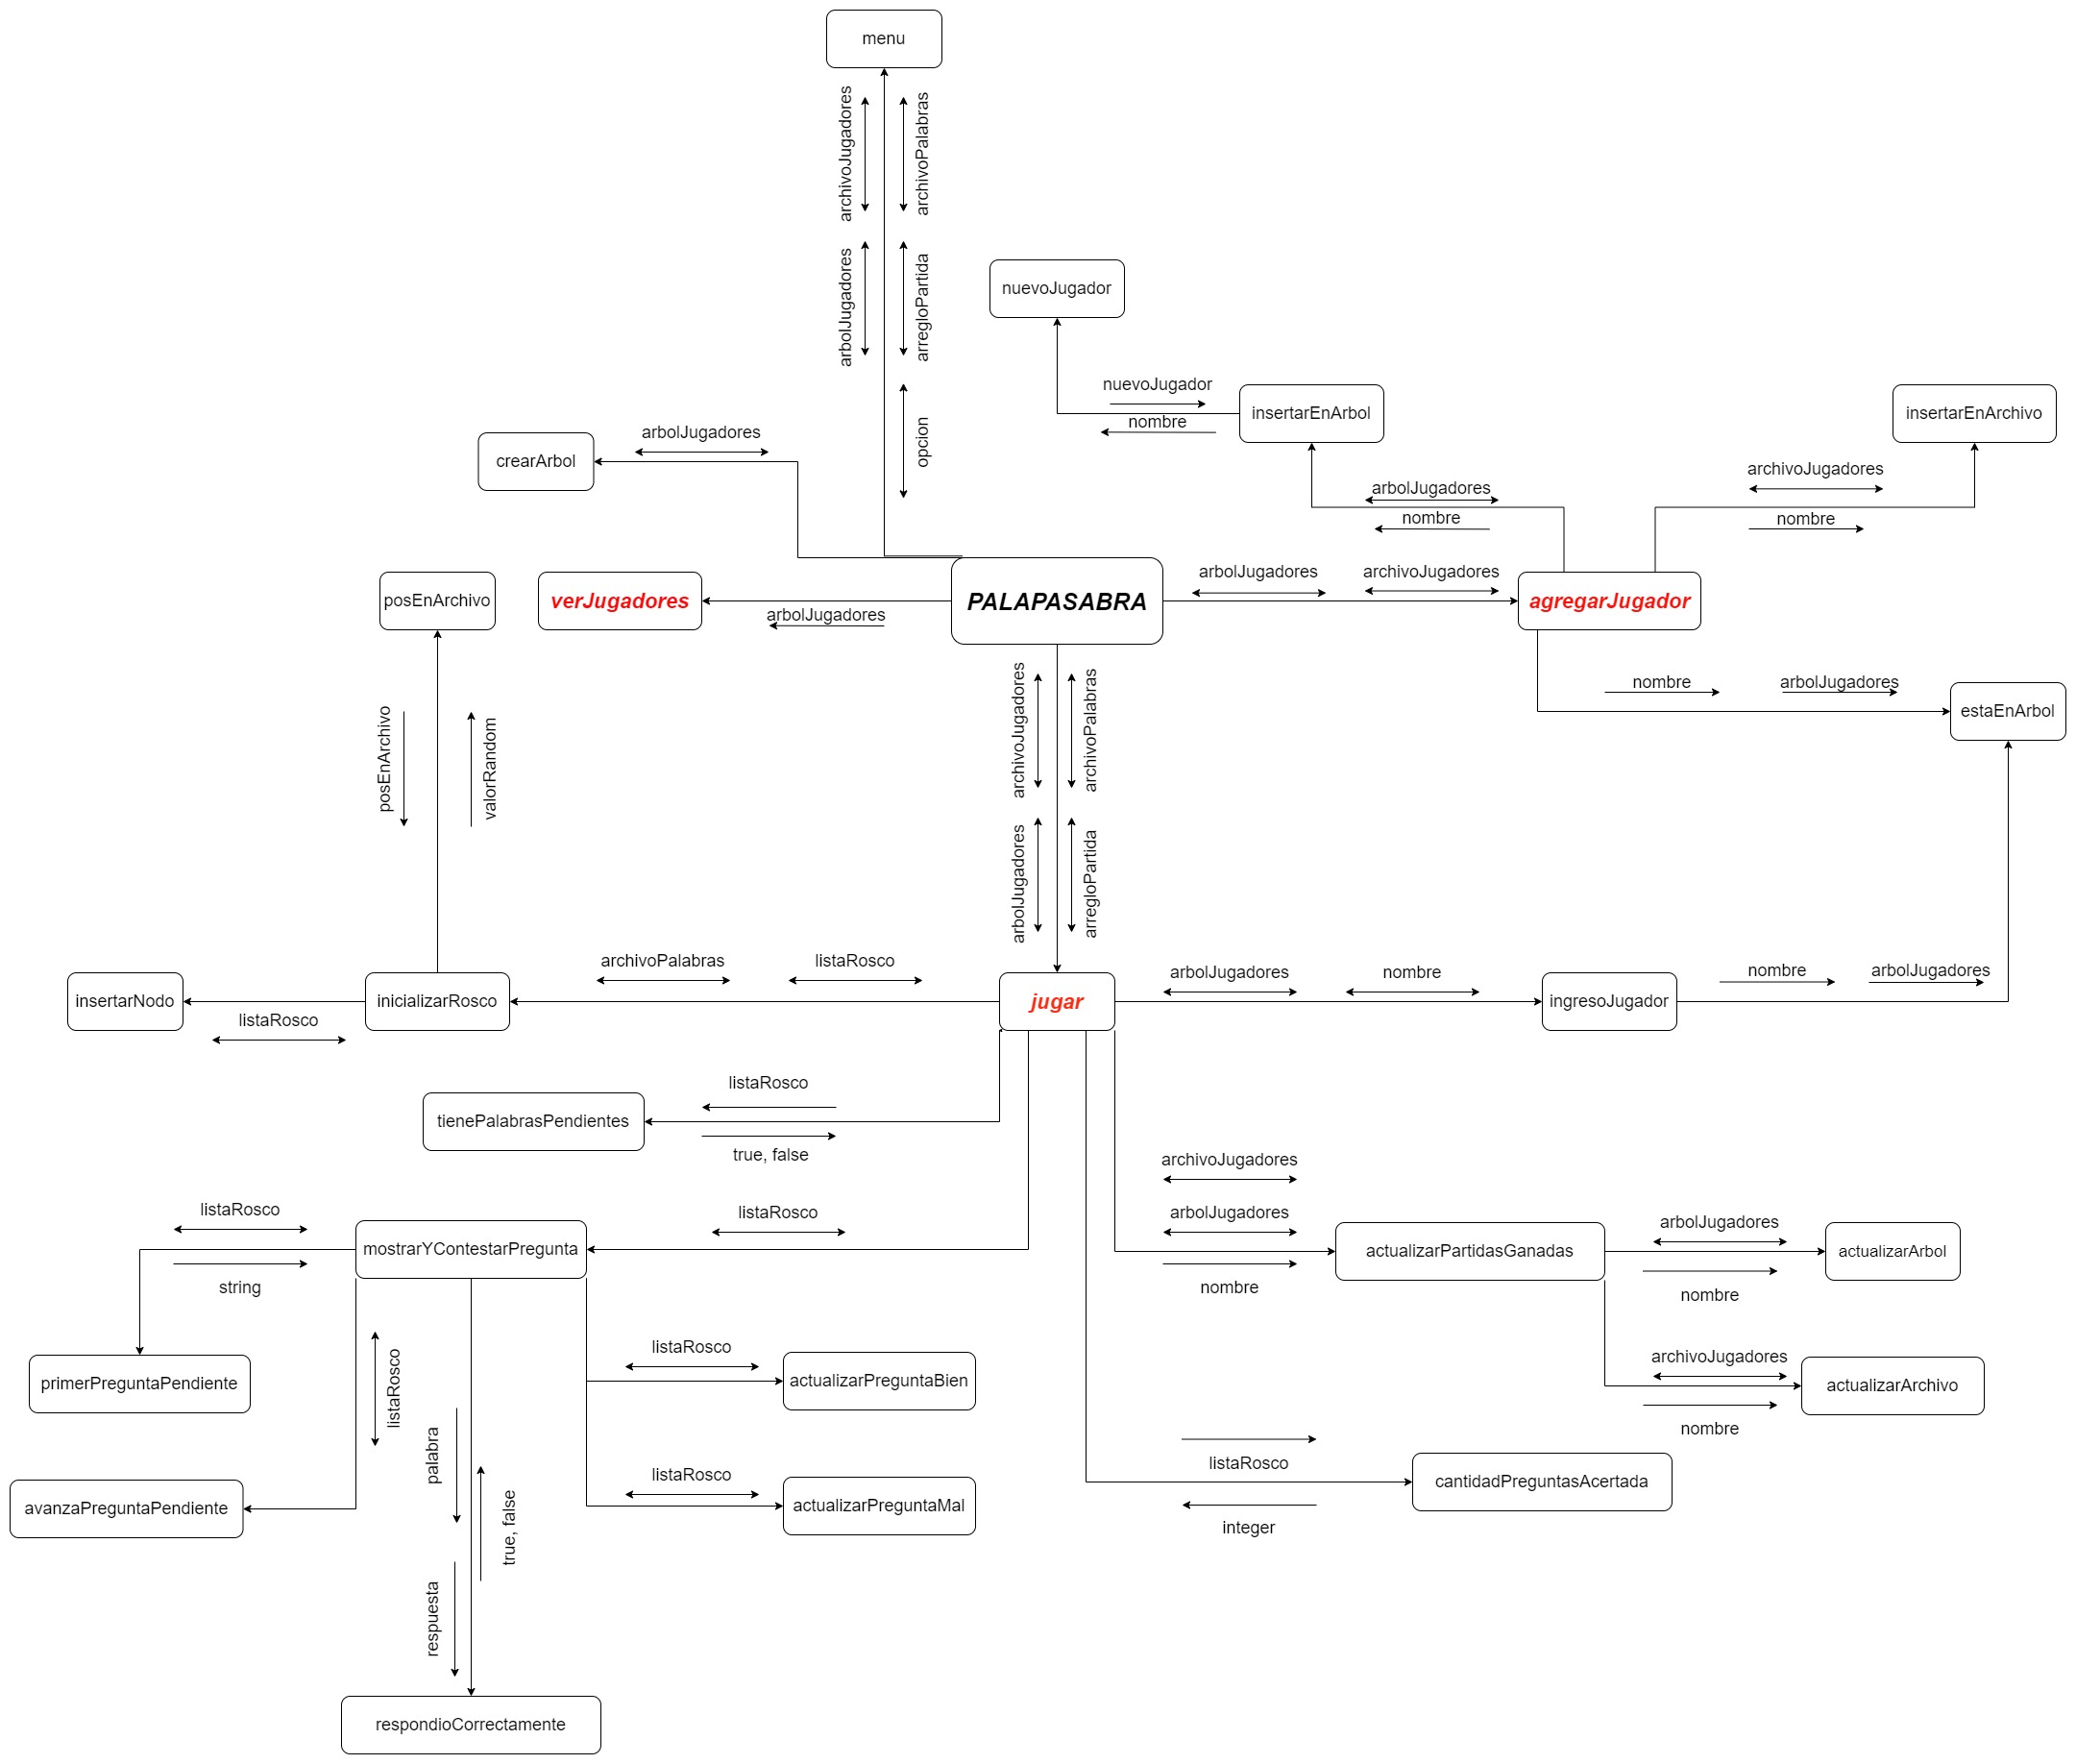 menu
archivoJugadores
archivoPalabras
arbolJugadores
arregloPartida
opcion
nuevoJugador
nuevoJugador
nombre
insertarEnArbol
insertarEnArchivo
crearArbol
arbolJugadores
arbolJugadores
nombre
archivoJugadores
nombre
posEnArchivo
verJugadores
arbolJugadores
PALAPASABRA
arbolJugadores
archivoJugadores
agregarJugador
nombre
arbolJugadores
estaEnArbol
posEnArchivo
valorRandom
archivoJugadores
archivoPalabras
arbolJugadores
arregloPartida
insertarNodo
listaRosco
inicializarRosco
archivoPalabras
listaRosco
jugar
arbolJugadores
nombre
ingresoJugador
nombre
arbolJugadores
tienePalabrasPendientes
listaRosco
true, false
listaRosco
string
mostrarYContestarPregunta
listaRosco
archivoJugadores
arbolJugadores
nombre
actualizarPartidasGanadas
arbolJugadores
nombre
actualizarArbol
primerPreguntaPendiente
listaRosco
listaRosco
actualizarPreguntaBien
archivoJugadores
nombre
actualizarArchivo
avanzaPreguntaPendiente
palabra
true, false
respuesta
listaRosco
actualizarPreguntaMal
listaRosco
integer
cantidadPreguntasAcertada
respondioCorrectamente